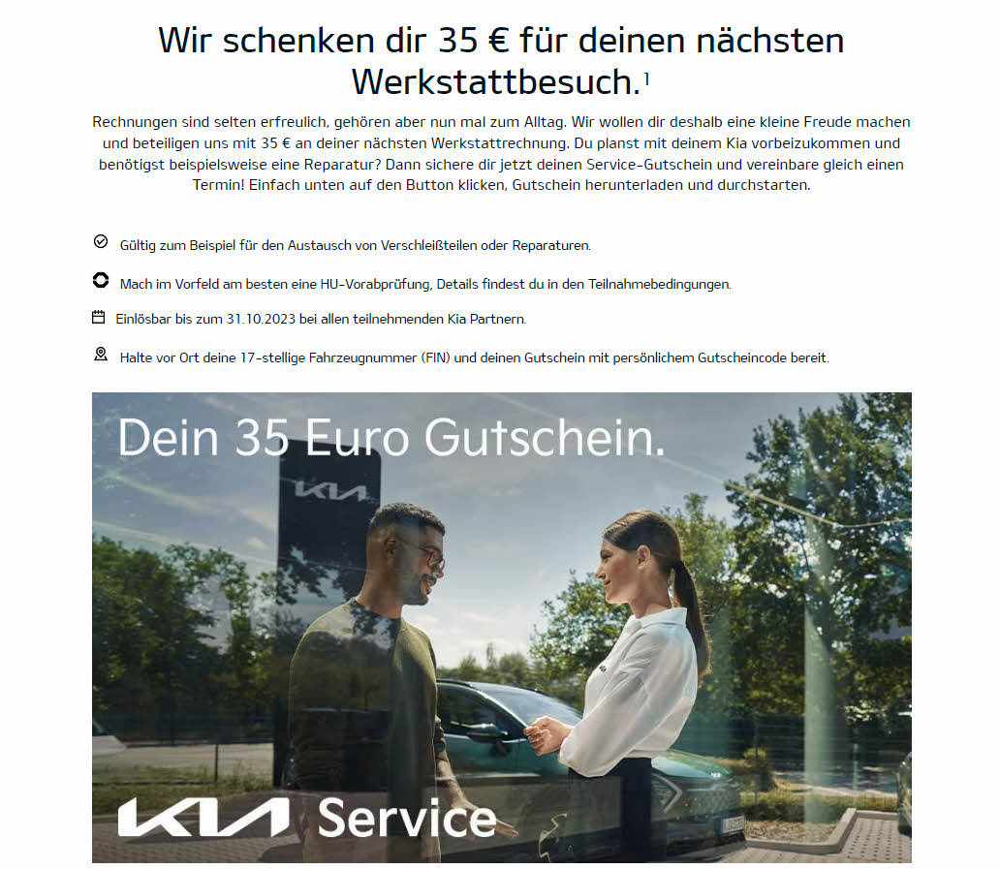 Wir schenken dir 35 € für deinen nächsten
Werkstattbesuch.¹
Rechnungen sind selten erfreulich, gehören aber nun mal zum Alltag. Wir wollen dir deshalb eine kleine Freude machen
und beteiligen uns mit 35 € an deiner nächsten Werkstattrechnung. Du planst mit deinem Kia vorbeizukommen und
benötigst beispielsweise eine Reparatur? Dann sichere dir jetzt deinen Service-Gutschein und vereinbare gleich einen
Termin! Einfach unten auf den Button klicken, Gutschein herunterladen und durchstarten.
Gültig zum Beispiel für den Austausch von Verschleißteilen oder Reparaturen.
Mach im Vorfeld am besten eine HU-Vorabprüfung, Details findest du in den Teilnahmebedingungen.
Einlösbar bis zum 31.10.2023 bei allen teilnehmenden Kia Partnern.
Halte vor Ort deine 17-stellige Fahrzeugnummer (FIN) und deinen Gutschein mit persönlichem Gutscheincode bereit.
Dein 35 Euro Gutschein.
KIA
KIA Service